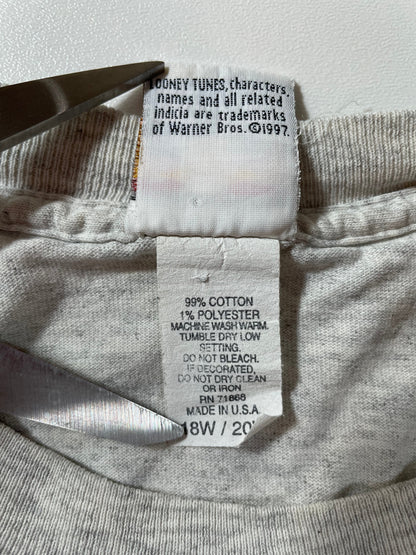 LOONEY TUNES, characters,
names and all related
indicia are trademarks
of Warner Bros. ©1997.
99% COTTON
1% POLYESTER
MACHINE WASH WARM.
TUMBLE DRY LOW
SETTING.
DO NOT BLEACH.
IF DECORATED,
DO NOT DRY CLEAN
OR IRON
RN 71868
MADE IN U.S.A.
18W / 20